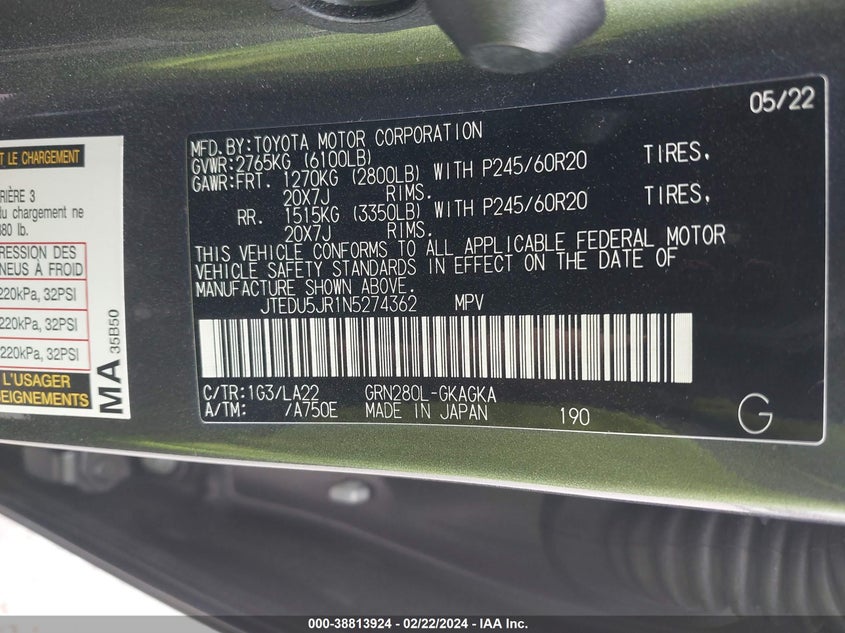 T LE CHARGEMENT
RIÈRE 3
du chargement ne
880 lb.
PRESSION DES
NEUS À FROID
220kPa, 32PSI
220kPa, 32PSI
220kPa, 32PSI
L'USAGER
SEIGNEMENTS
MA
35B50
05/22
MFD.BY:TOYOTA MOTOR CORPORATION
GVWR:2765KG (6100LB)
GAWR:FRT. 1270KG (2800LB) WITH P245/60R20 TIRES,
20X7J RIMS.
RR. 1515KG (3350LB) WITH P245/60R20 TIRES,
20X7J RIMS.
THIS VEHICLE CONFORMS TO ALL APPLICABLE FEDERAL MOTOR
VEHICLE SAFETY STANDARDS IN EFFECT ON THE DATE OF
MANUFACTURE SHOWN ABOVE.
JTEDU5JR1N5274362 MPV
C/TR:1G3/LA22 GRN280L-GKAGKA
A/TM: /A750E MADE IN JAPAN 190
G
000-38813924 - 02/22/2024 - IAA Inc.